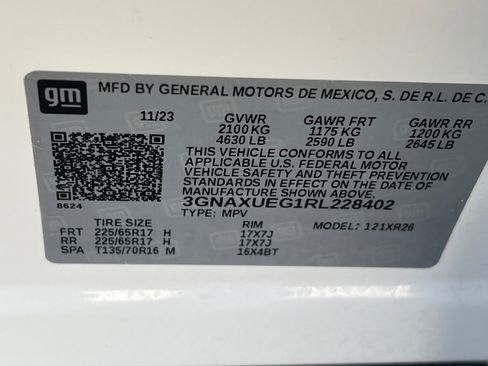 gm
MFD BY GENERAL MOTORS DE MEXICO, S. DE R.L. DE C.
11/23 GVWR GAWR FRT GAWR RR
2100 KG 1175 KG 1200 KG
4630 LB 2590 LB 2645 LB
THIS VEHICLE CONFORMS TO ALL
APPLICABLE U.S. FEDERAL MOTOR
VEHICLE SAFETY AND THEFT PREVENTION
STANDARDS IN EFFECT ON THE DATE OF
MANUFACTURE SHOWN ABOVE.
3GNAXUEG1RL228402
8624 TYPE: MPV MODEL: 121XR26
TIRE SIZE RIM
FRT 225/65R17 H 17X7J
RR 225/65R17 H 17X7J
SPA T135/70R16 M 16X4BT